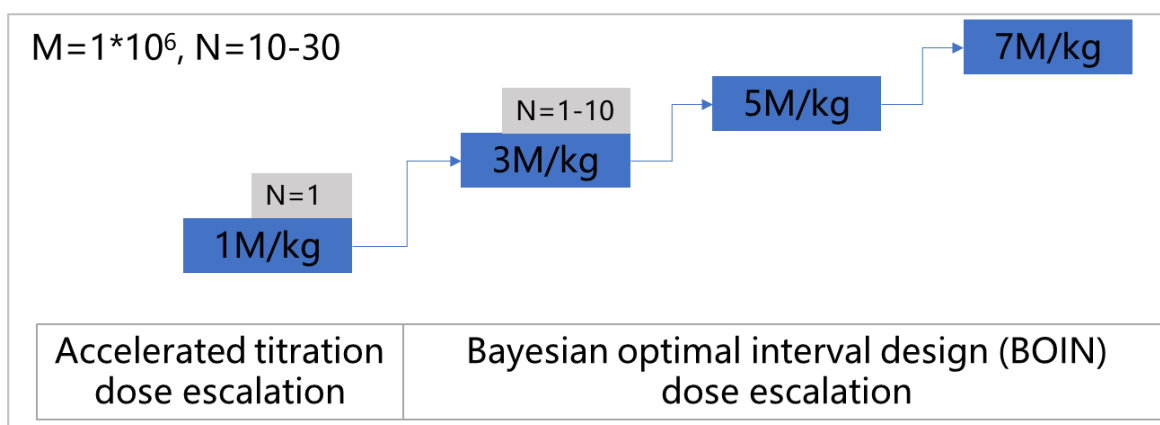 M=1*10⁶, N=10-30
7M/kg
5M/kg
N=1-10
3M/kg
N=1
1M/kg
Accelerated titration
dose escalation
Bayesian optimal interval design (BOIN)
dose escalation